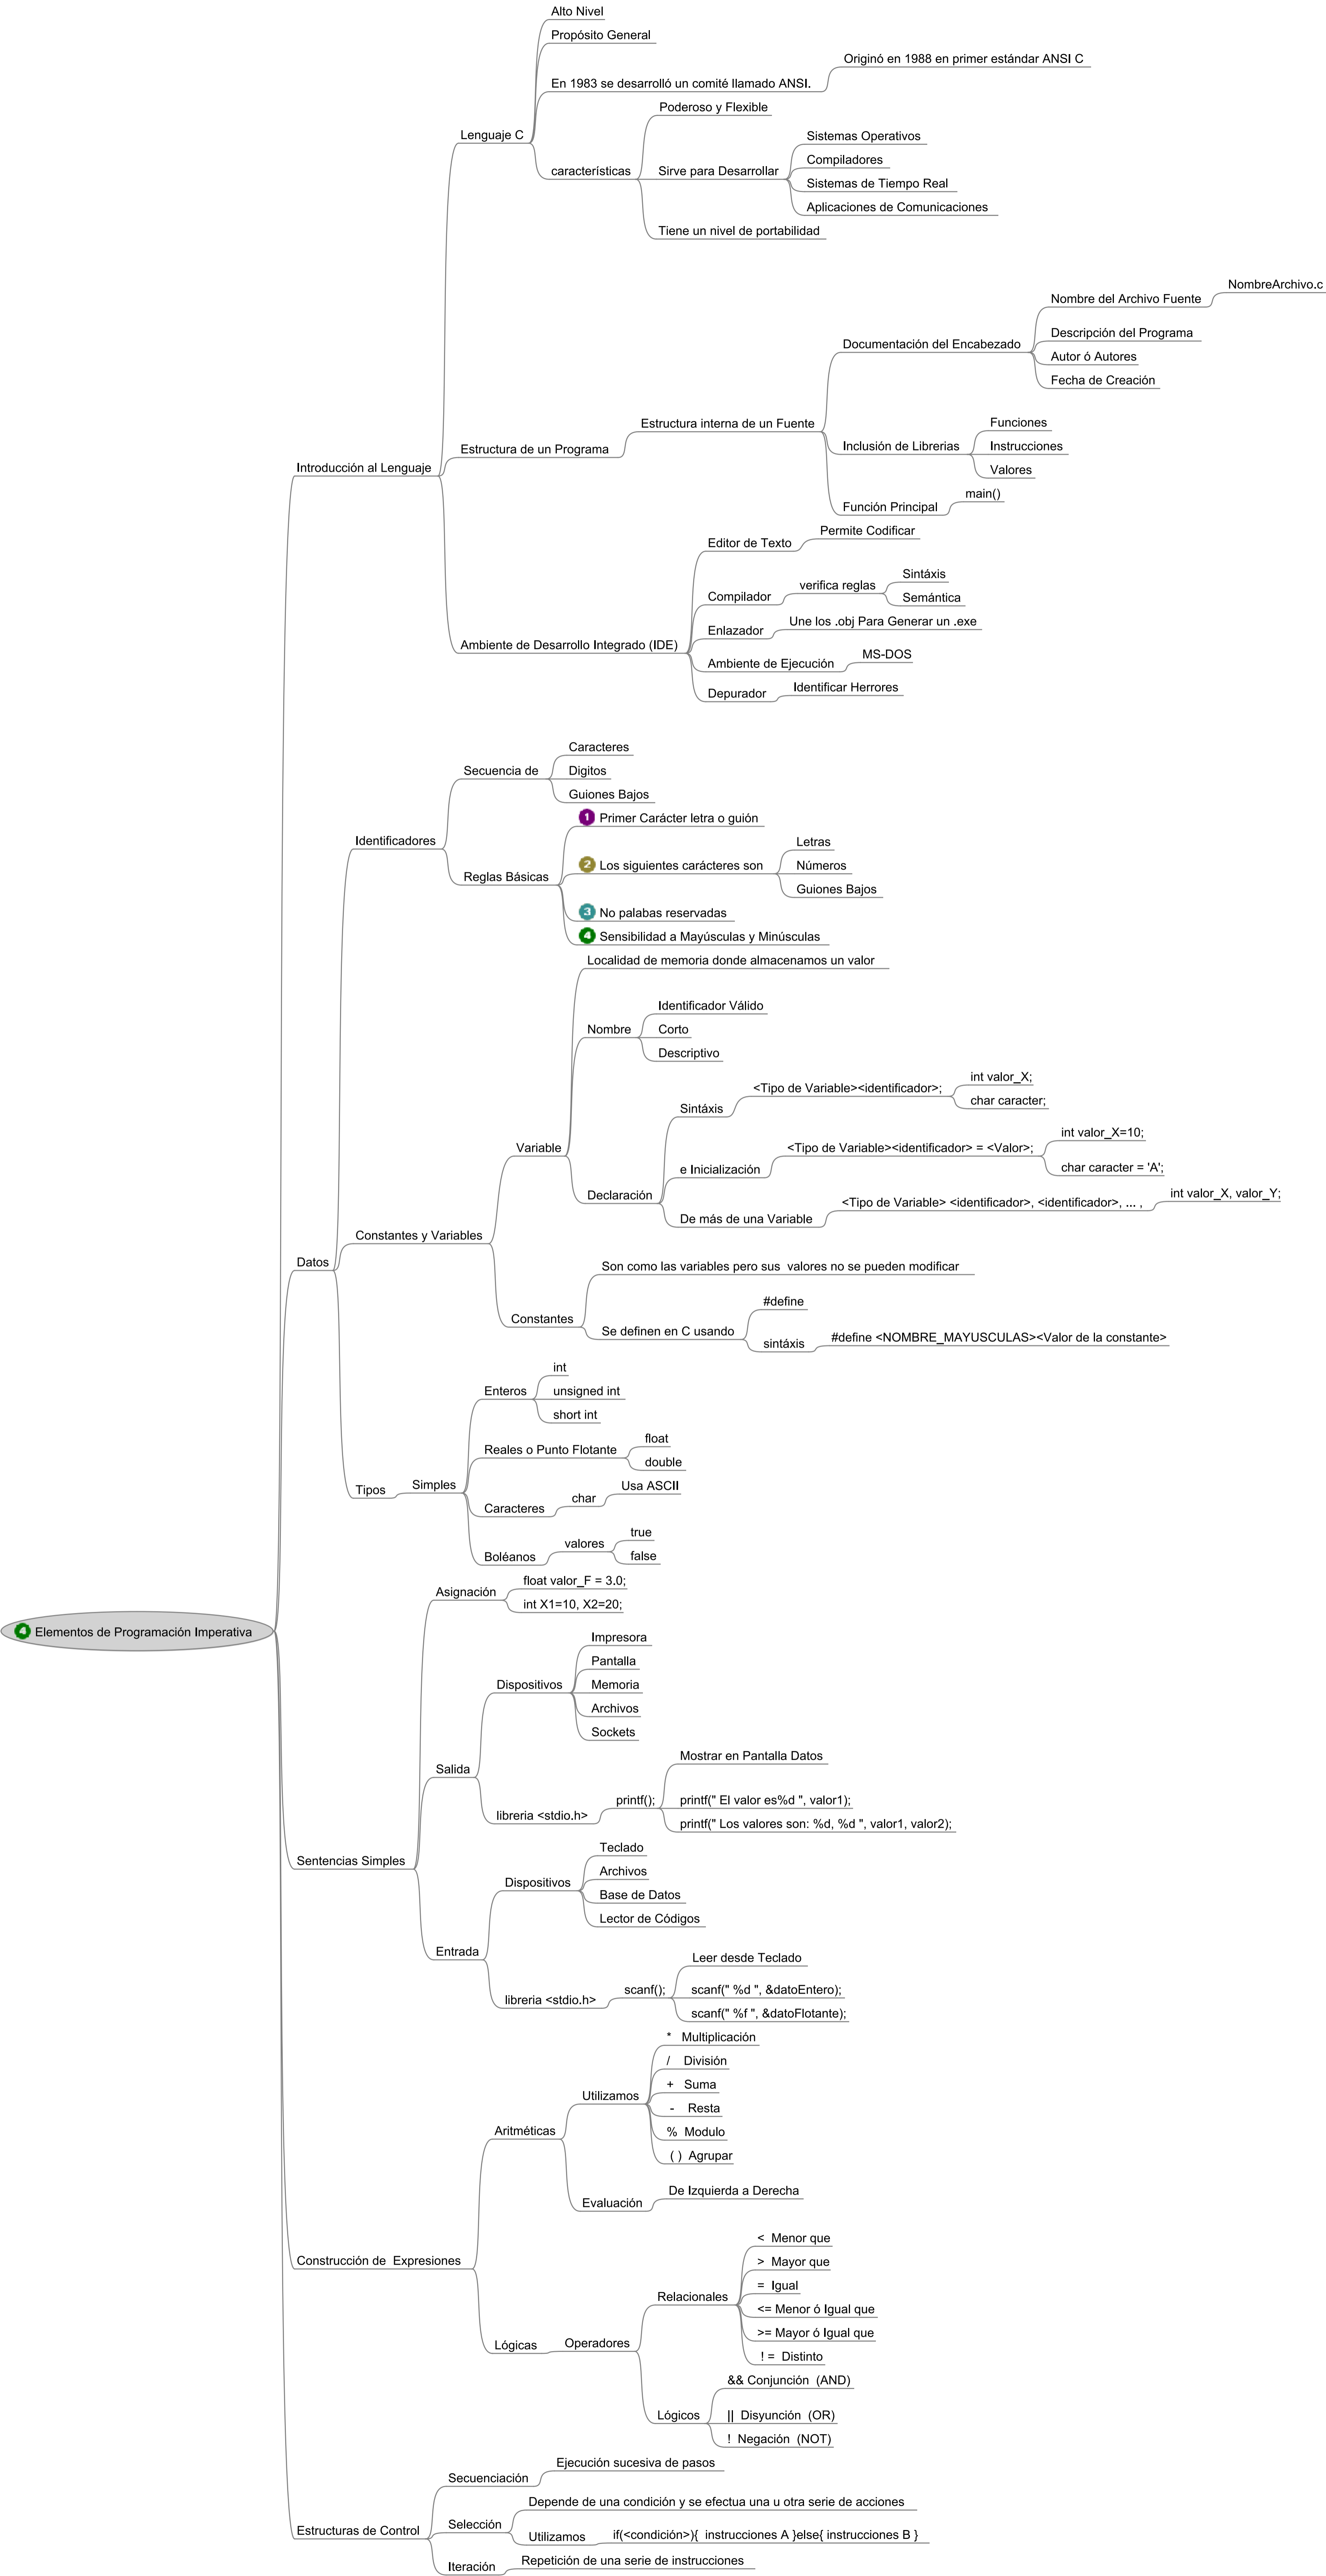 Alto Nivel
Propósito General
Originó en 1988 en primer estándar ANSI C
En 1983 se desarrolló un comité llamado ANSI.
Poderoso y Flexible
Lenguaje C
Sistemas Operativos
Compiladores
características
Sirve para Desarrollar
Sistemas de Tiempo Real
Aplicaciones de Comunicaciones
Tiene un nivel de portabilidad
NombreArchivo.c
Nombre del Archivo Fuente
Descripción del Programa
Documentación del Encabezado
Autor ó Autores
Fecha de Creación
Estructura interna de un Fuente
Funciones
Estructura de un Programa
Inclusión de Librerias
Instrucciones
Introducción al Lenguaje
Valores
main()
Función Principal
Permite Codificar
Editor de Texto
Sintáxis
verifica reglas
Compilador
Semántica
Une los .obj Para Generar un .exe
Enlazador
Ambiente de Desarrollo Integrado (IDE)
MS-DOS
Ambiente de Ejecución
Identificar Herrores
Depurador
Caracteres
Secuencia de
Digitos
Guiones Bajos
1 Primer Carácter letra o guión
Identificadores
Letras
2 Los siguientes carácteres son
Números
Reglas Básicas
Guiones Bajos
3 No palabas reservadas
4 Sensibilidad a Mayúsculas y Minúsculas
Localidad de memoria donde almacenamos un valor
Identificador Válido
Nombre
Corto
Descriptivo
int valor_X;
<Tipo de Variable><identificador>;
char caracter;
Sintáxis
int valor_X=10;
Variable
<Tipo de Variable><identificador> = <Valor>;
e Inicialización
char caracter = 'A';
Declaración
int valor_X, valor_Y;
<Tipo de Variable> <identificador>, <identificador>, ... ,
De más de una Variable
Constantes y Variables
Datos
Son como las variables pero sus  valores no se pueden modificar
#define
Constantes
Se definen en C usando
#define <NOMBRE_MAYUSCULAS><Valor de la constante>
sintáxis
int
Enteros
unsigned int
short int
float
Reales o Punto Flotante
double
Simples
Tipos
Usa ASCII
char
Caracteres
true
valores
Boléanos
false
float valor_F = 3.0;
Asignación
int X1=10, X2=20;
4 Elementos de Programación Imperativa
Impresora
Pantalla
Dispositivos
Memoria
Archivos
Sockets
Mostrar en Pantalla Datos
Salida
printf();
printf(" El valor es%d ", valor1);
libreria <stdio.h>
printf(" Los valores son: %d, %d ", valor1, valor2);
Teclado
Sentencias Simples
Archivos
Dispositivos
Base de Datos
Lector de Códigos
Entrada
Leer desde Teclado
scanf();
scanf(" %d ", &datoEntero);
libreria <stdio.h>
scanf(" %f ", &datoFlotante);
*   Multiplicación
/    División
+   Suma
Utilizamos
-    Resta
Aritméticas
%  Modulo
( )  Agrupar
De Izquierda a Derecha
Evaluación
<  Menor que
Construcción de  Expresiones
>  Mayor que
=  Igual
Relacionales
<= Menor ó Igual que
>= Mayor ó Igual que
Lógicas
Operadores
! =  Distinto
&& Conjunción  (AND)
Lógicos
||  Disyunción  (OR)
!  Negación  (NOT)
Ejecución sucesiva de pasos
Secuenciación
Depende de una condición y se efectua una u otra serie de acciones
Estructuras de Control
Selección
Utilizamos
if(<condición>){  instrucciones A }else{ instrucciones B }
Repetición de una serie de instrucciones
Iteración